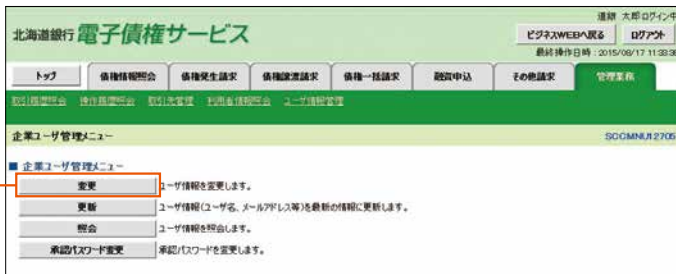 北海道銀行 電子債権サービス
道銀 太郎 ログイン中
ビジネスWEBへ戻る ログアウト
最終操作日時：2015/08/17 11:33:36
トップ 債権情報照会 債権発生請求 債権譲渡請求 債権一括請求 融資申込 その他請求 管理業務
取引履歴照会 操作履歴照会 取引先管理 利用者情報照会 ユーザ情報管理
企業ユーザ管理メニュー SCCMNU12705
■ 企業ユーザ管理メニュー
変更 ユーザ情報を変更します。
更新 ユーザ情報(ユーザ名、メールアドレス等)を最新の情報に更新します。
照会 ユーザ情報を照会します。
承認パスワード変更 承認パスワードを変更します。